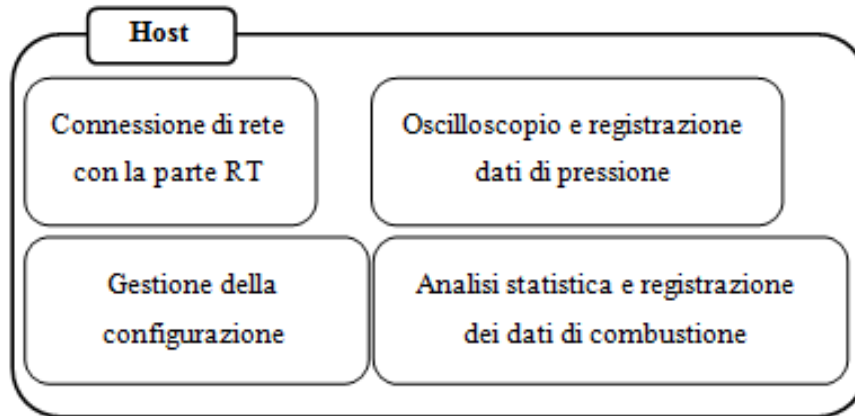 Host
Connessione di rete
con la parte RT
Oscilloscopio e registrazione
dati di pressione
Gestione della
configurazione
Analisi statistica e registrazione
dei dati di combustione